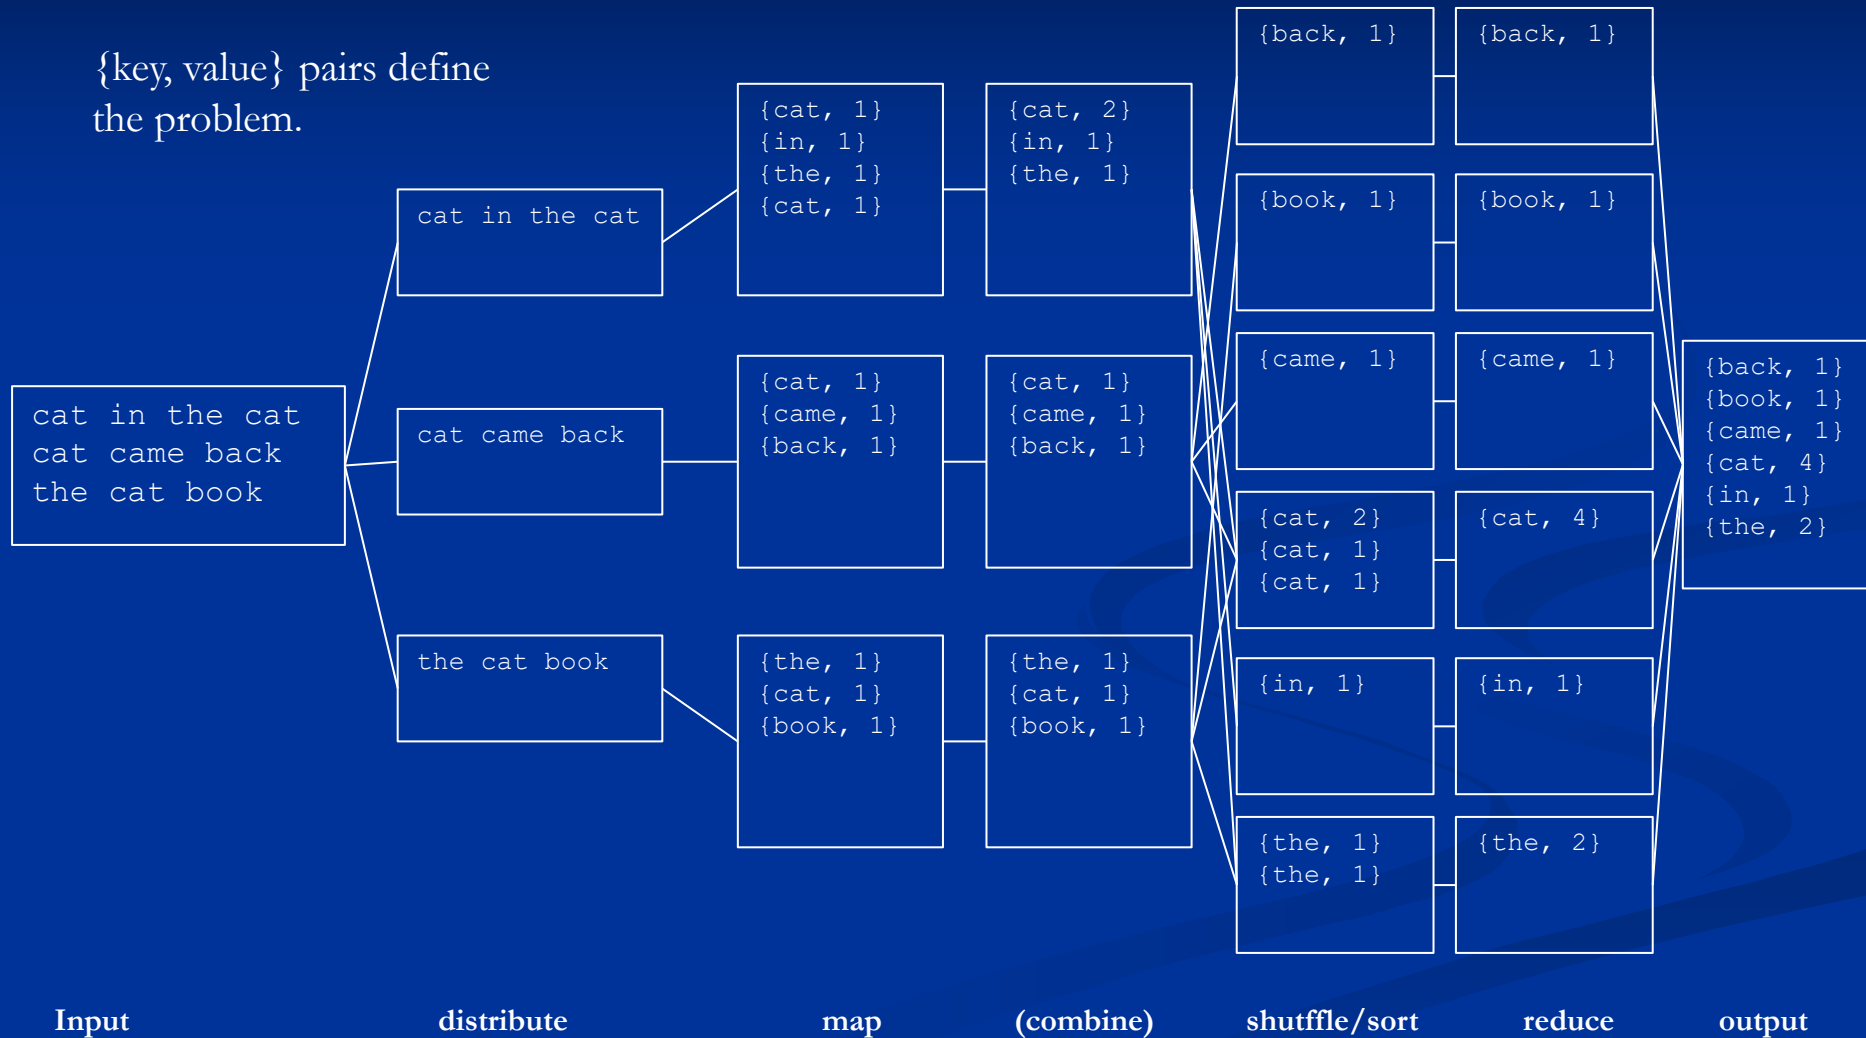 {key, value} pairs define
the problem.
cat in the cat
cat came back
the cat book
cat in the cat
cat came back
the cat book
{cat, 1}
{in, 1}
{the, 1}
{cat, 1}
{cat, 1}
{came, 1}
{back, 1}
{the, 1}
{cat, 1}
{book, 1}
{cat, 2}
{in, 1}
{the, 1}
{cat, 1}
{came, 1}
{back, 1}
{the, 1}
{cat, 1}
{book, 1}
{back, 1}
{book, 1}
{came, 1}
{cat, 2}
{cat, 1}
{cat, 1}
{in, 1}
{the, 1}
{the, 1}
{back, 1}
{book, 1}
{came, 1}
{cat, 4}
{in, 1}
{the, 2}
{back, 1}
{book, 1}
{came, 1}
{cat, 4}
{in, 1}
{the, 2}
Input distribute map (combine) shutffle/sort reduce output